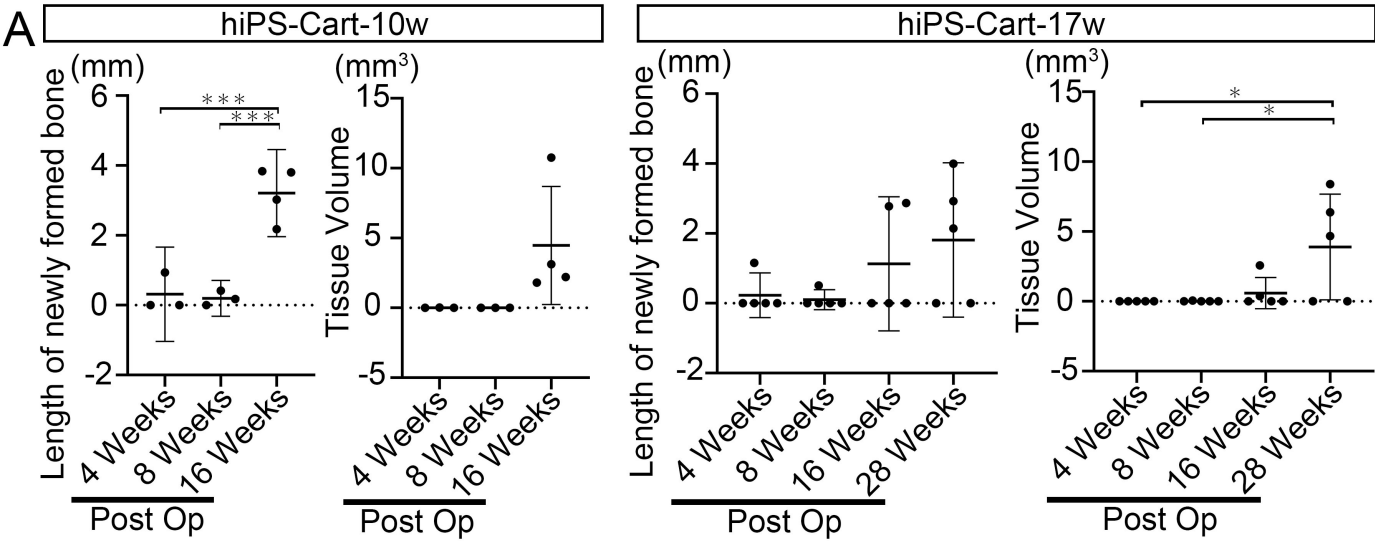 A
hiPS-Cart-10w
hiPS-Cart-17w
(mm)
Length of newly formed bone
6
4
2
0
-2
***
***
4 Weeks
8 Weeks
16 Weeks
Post Op
(mm³)
Tissue Volume
15
10
5
0
-5
4 Weeks
8 Weeks
16 Weeks
Post Op
(mm)
Length of newly formed bone
6
4
2
0
-2
4 Weeks
8 Weeks
16 Weeks
28 Weeks
Post Op
(mm³)
Tissue Volume
15
10
5
0
-5
*
*
4 Weeks
8 Weeks
16 Weeks
28 Weeks
Post Op